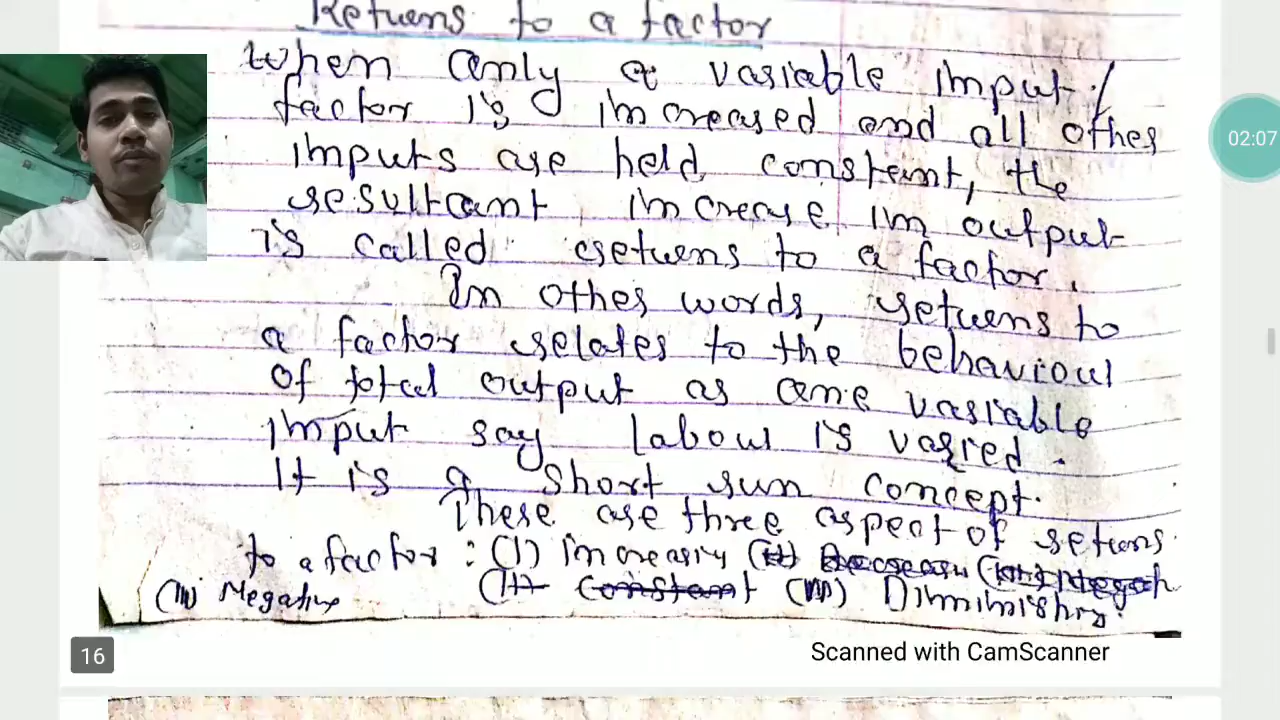 Returns to a factor
When only a variable input/
factor is increased and all other
inputs are held constant, the
resultant increase in output
is called returns to a factor.
In other words, returns to
a factor relates to the behaviour
of total output as one variable
input say labour is varied.
It is a short run concept.
These are three aspect of returns
to a factor: (I) increasing
(II) Constant (III) Diminishing
(III) Negative
02:07
16
Scanned with CamScanner